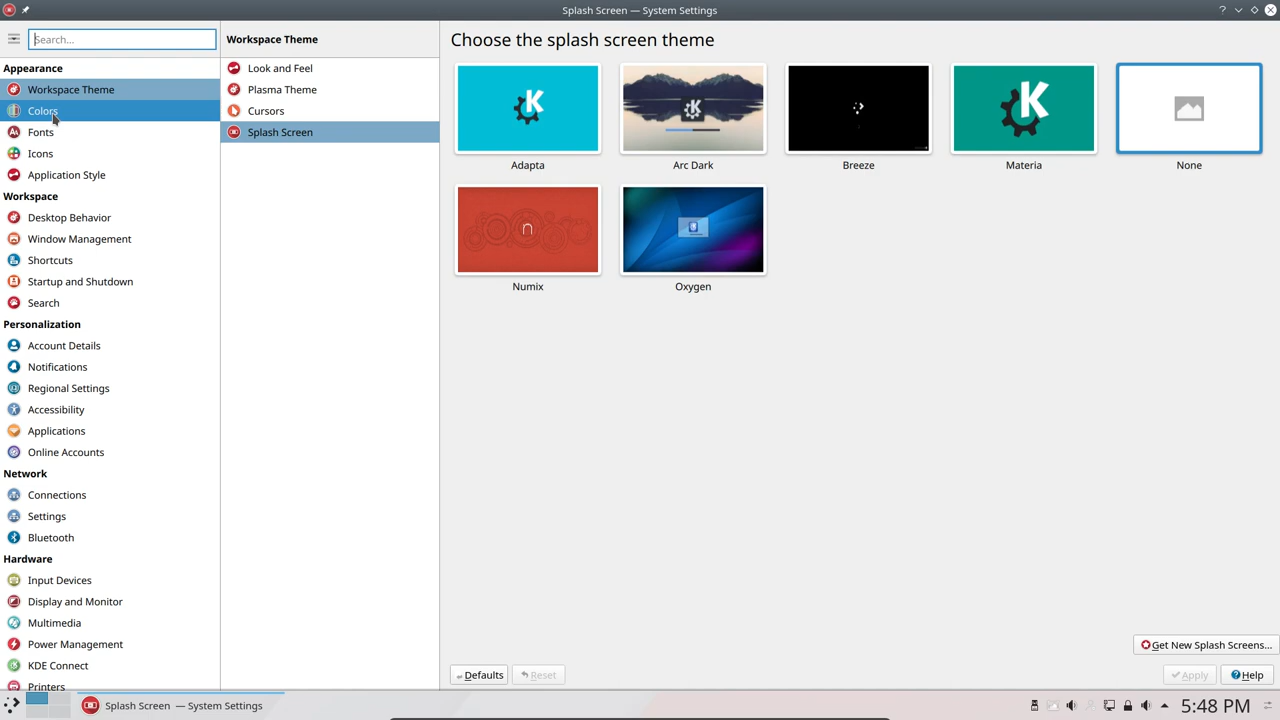 Splash Screen — System Settings
Search...
Appearance
Workspace Theme
Colors
Fonts
Icons
Application Style
Workspace
Desktop Behavior
Window Management
Shortcuts
Startup and Shutdown
Search
Personalization
Account Details
Notifications
Regional Settings
Accessibility
Applications
Online Accounts
Network
Connections
Settings
Bluetooth
Hardware
Input Devices
Display and Monitor
Multimedia
Power Management
KDE Connect
Printers
Workspace Theme
Look and Feel
Plasma Theme
Cursors
Splash Screen
Choose the splash screen theme
Adapta
Arc Dark
Breeze
Materia
None
Numix
Oxygen
Get New Splash Screens...
Defaults
Reset
Apply
Help
Splash Screen — System Settings
5:48 PM